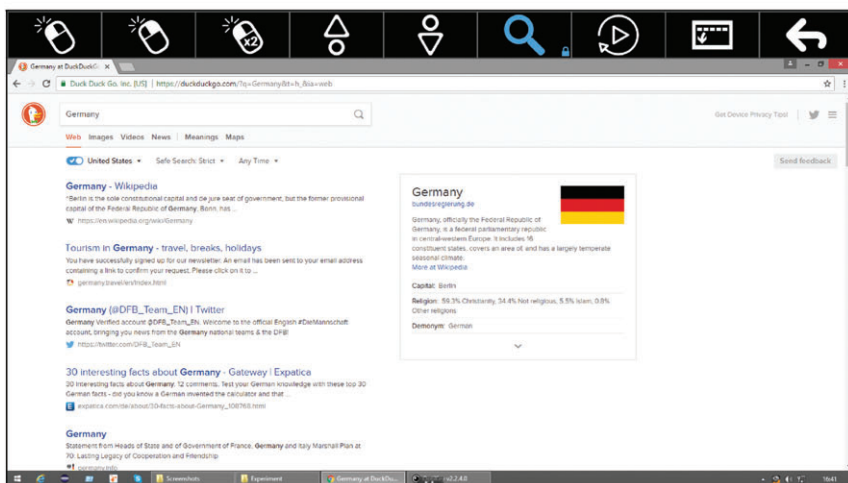 x2
Germany at DuckDuckG
Duck Duck Go, Inc. [US] | https://duckduckgo.com/?q=Germany&t=h_&ia=web
Germany
Get Device Privacy Tips!
Web Images Videos News Meanings Maps
United States Safe Search: Strict Any Time
Send feedback
Germany - Wikipedia
"Berlin is the sole constitutional capital and de jure seat of government, but the former provisional
capital of the Federal Republic of Germany, Bonn, has ...
W https://en.wikipedia.org/wiki/Germany
Tourism in Germany - travel, breaks, holidays
You have successfully signed up for our newsletter. An email has been sent to your email address
containing a link to confirm your request. Please click on it to ...
germany.travel/en/index.html
Germany (@DFB_Team_EN) | Twitter
Germany Verified account @DFB_Team_EN. Welcome to the official English #DieMannschaft
account, bringing you news from the Germany national teams & the DFB!
https://twitter.com/DFB_Team_EN
30 interesting facts about Germany - Gateway | Expatica
30 interesting facts about Germany. 12 comments. Test your German knowledge with these top 30
German facts - did you know a German invented the calculator and that ...
expatica.com/de/about/30-facts-about-Germany_108768.html
Germany
Statement from Heads of State and of Government of France, Germany and Italy Marshall Plan at
70: Lasting Legacy of Cooperation and Friendship
germany.info
Germany
bundesregierung.de
Germany, officially the Federal Republic of
Germany, is a federal parliamentary republic
in central-western Europe. It includes 16
constituent states, covers an area of, and has a largely temperate
seasonal climate.
More at Wikipedia
Capital: Berlin
Religion: 59.3% Christianity, 34.4% Not religious, 5.5% Islam, 0.8%
Other religions
Demonym: German
Screenshots Experiment Germany at DuckDu... v2.2.4.0
16:41